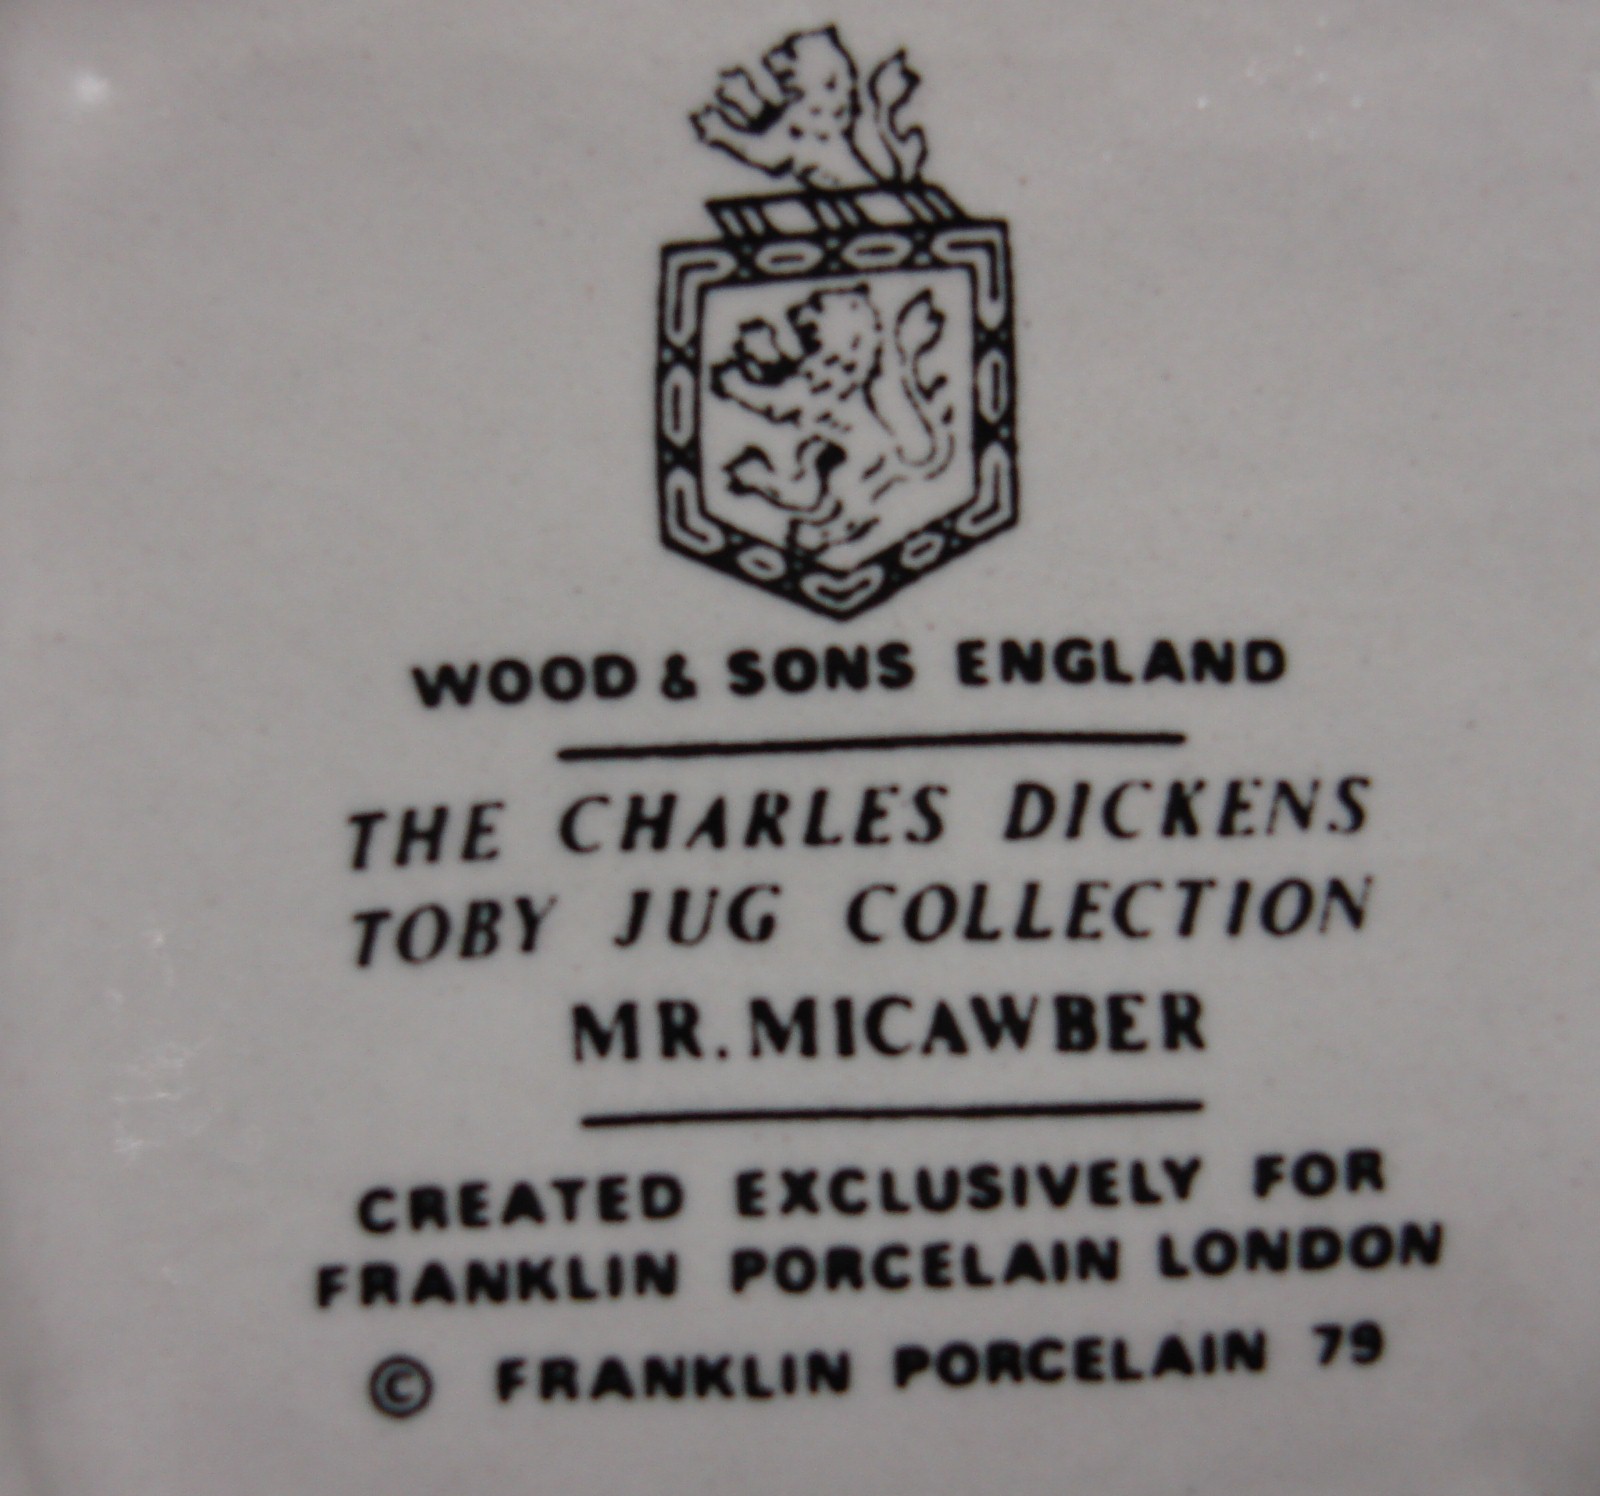 WOOD & SONS ENGLAND
THE CHARLES DICKENS
TOBY JUG COLLECTION
MR. MICAWBER
CREATED EXCLUSIVELY FOR
FRANKLIN PORCELAIN LONDON
© FRANKLIN PORCELAIN 79